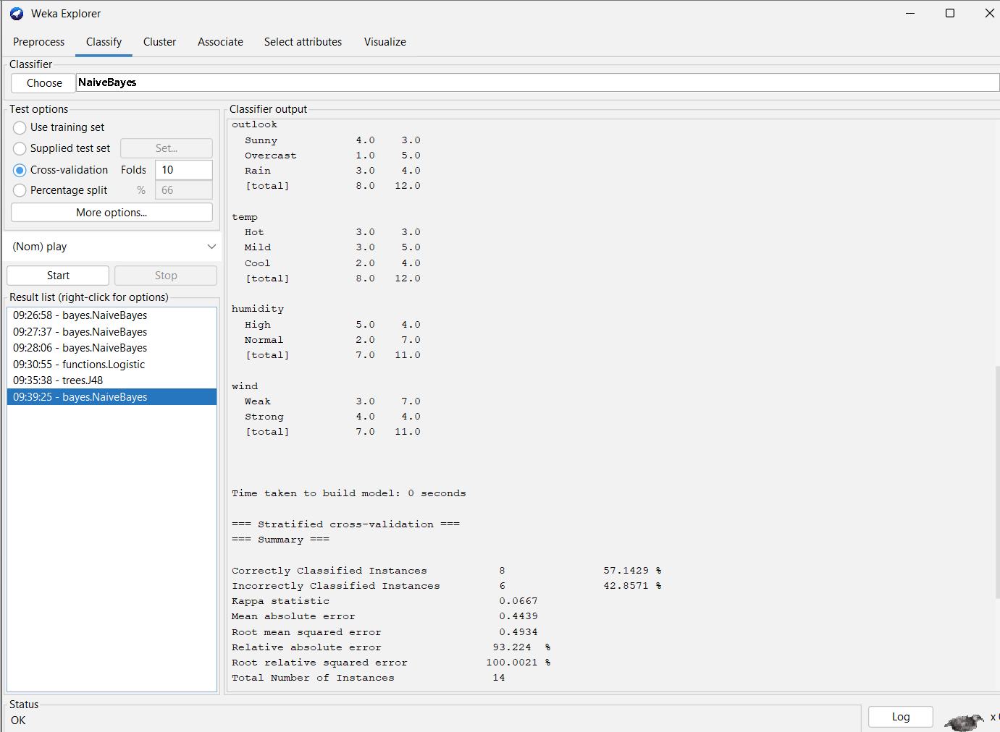 Weka Explorer
Preprocess Classify Cluster Associate Select attributes Visualize
Classifier
Choose NaiveBayes
Test options
Use training set
Supplied test set Set...
Cross-validation Folds 10
Percentage split % 66
More options...
(Nom) play
Start Stop
Result list (right-click for options)
09:26:58 - bayes.NaiveBayes
09:27:37 - bayes.NaiveBayes
09:28:06 - bayes.NaiveBayes
09:30:55 - functions.Logistic
09:35:38 - trees.J48
09:39:25 - bayes.NaiveBayes
Classifier output
outlook
Sunny 4.0 3.0
Overcast 1.0 5.0
Rain 3.0 4.0
[total] 8.0 12.0
temp
Hot 3.0 3.0
Mild 3.0 5.0
Cool 2.0 4.0
[total] 8.0 12.0
humidity
High 5.0 4.0
Normal 2.0 7.0
[total] 7.0 11.0
wind
Weak 3.0 7.0
Strong 4.0 4.0
[total] 7.0 11.0
Time taken to build model: 0 seconds
=== Stratified cross-validation ===
=== Summary ===
Correctly Classified Instances 8 57.1429 %
Incorrectly Classified Instances 6 42.8571 %
Kappa statistic 0.0667
Mean absolute error 0.4439
Root mean squared error 0.4934
Relative absolute error 93.224 %
Root relative squared error 100.0021 %
Total Number of Instances 14
Status
OK
Log
x